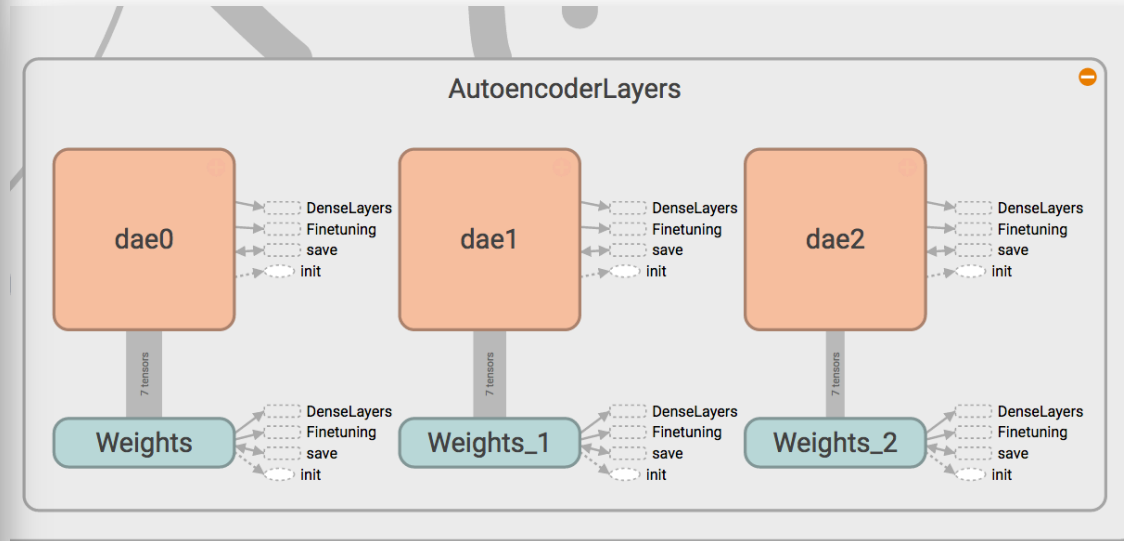 AutoencoderLayers
dae0
DenseLayers
Finetuning
save
init
dae1
DenseLayers
Finetuning
save
init
dae2
DenseLayers
Finetuning
save
init
7 tensors
7 tensors
7 tensors
Weights
DenseLayers
Finetuning
save
init
Weights_1
DenseLayers
Finetuning
save
init
Weights_2
DenseLayers
Finetuning
save
init